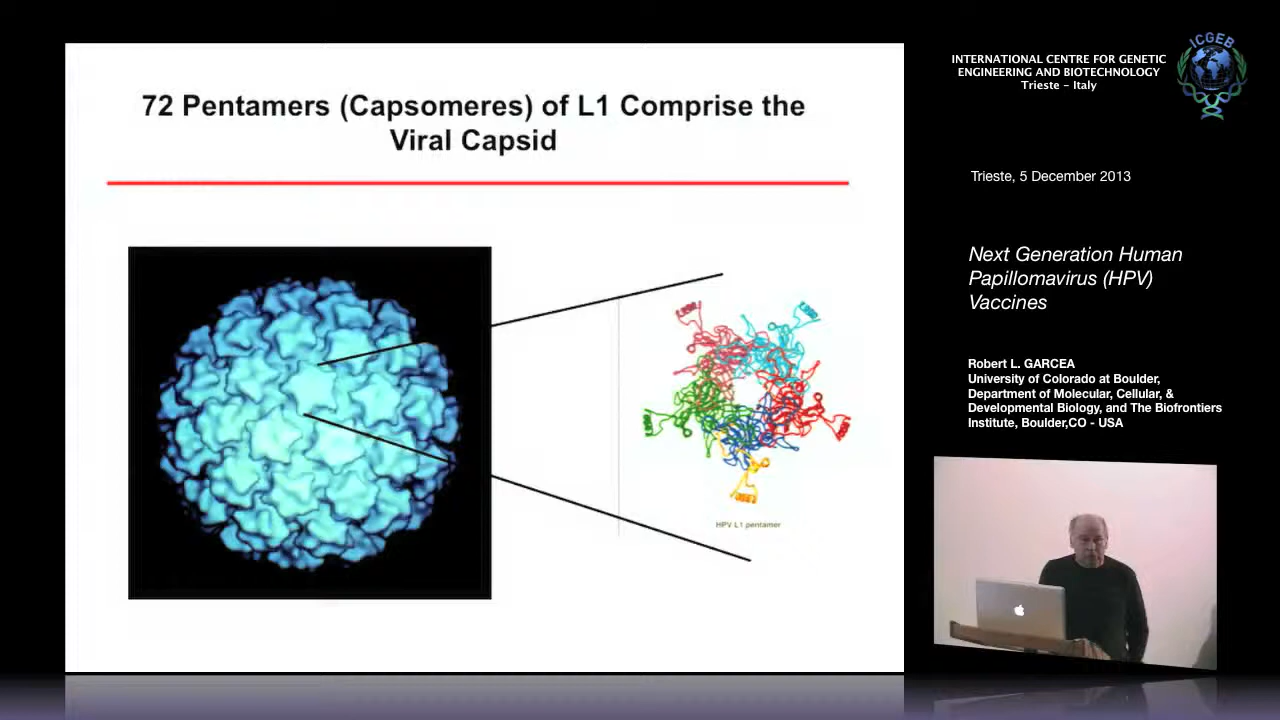 72 Pentamers (Capsomeres) of L1 Comprise the
Viral Capsid
HPV L1 pentamer
INTERNATIONAL CENTRE FOR GENETIC
ENGINEERING AND BIOTECHNOLOGY
Trieste - Italy
ICGEB
Trieste, 5 December 2013
Next Generation Human
Papillomavirus (HPV)
Vaccines
Robert L. GARCEA
University of Colorado at Boulder,
Department of Molecular, Cellular, &
Developmental Biology, and The Biofrontiers
Institute, Boulder,CO - USA